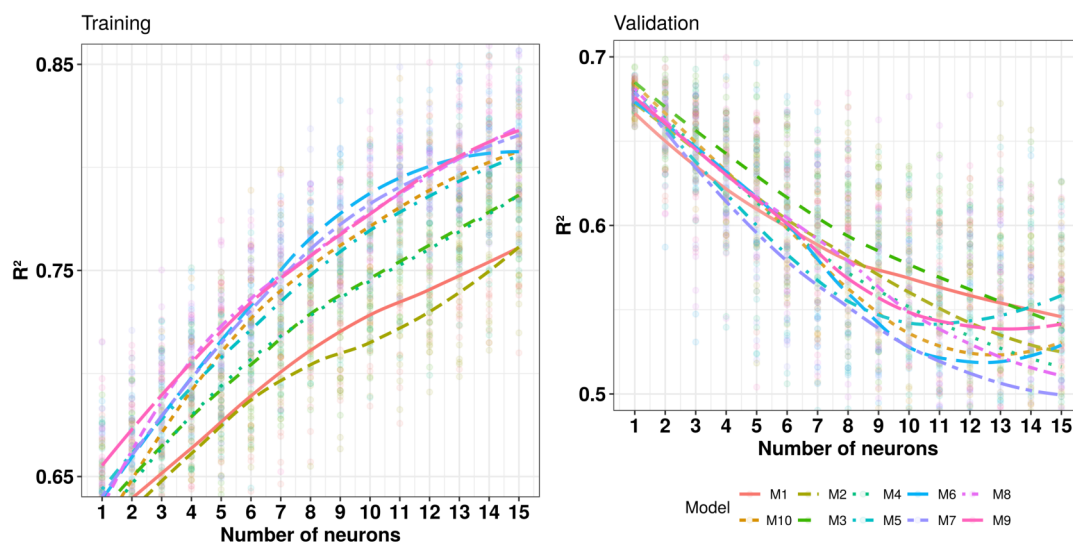 Training
R²
0.85
0.75
0.65
1 2 3 4 5 6 7 8 9 10 11 12 13 14 15
Number of neurons
Validation
R²
0.7
0.6
0.5
1 2 3 4 5 6 7 8 9 10 11 12 13 14 15
Number of neurons
Model
M1 M2 M4 M6 M8
M10 M3 M5 M7 M9